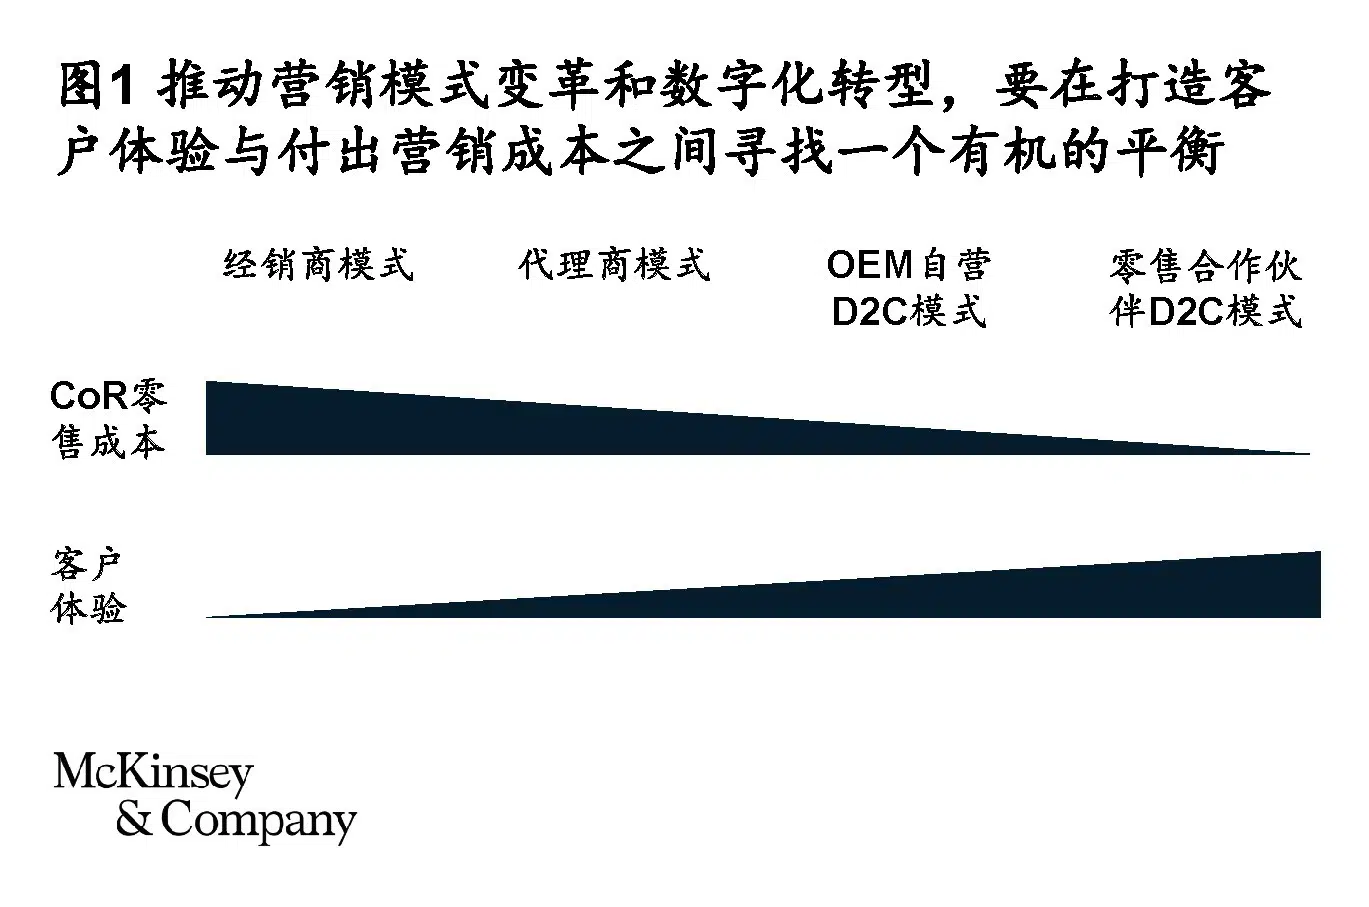 图1 推动营销模式变革和数字化转型，要在打造客
户体验与付出营销成本之间寻找一个有机的平衡
经销商模式
代理商模式
OEM自营
D2C模式
零售合作伙
伴D2C模式
CoR零
售成本
客户
体验
McKinsey
& Company